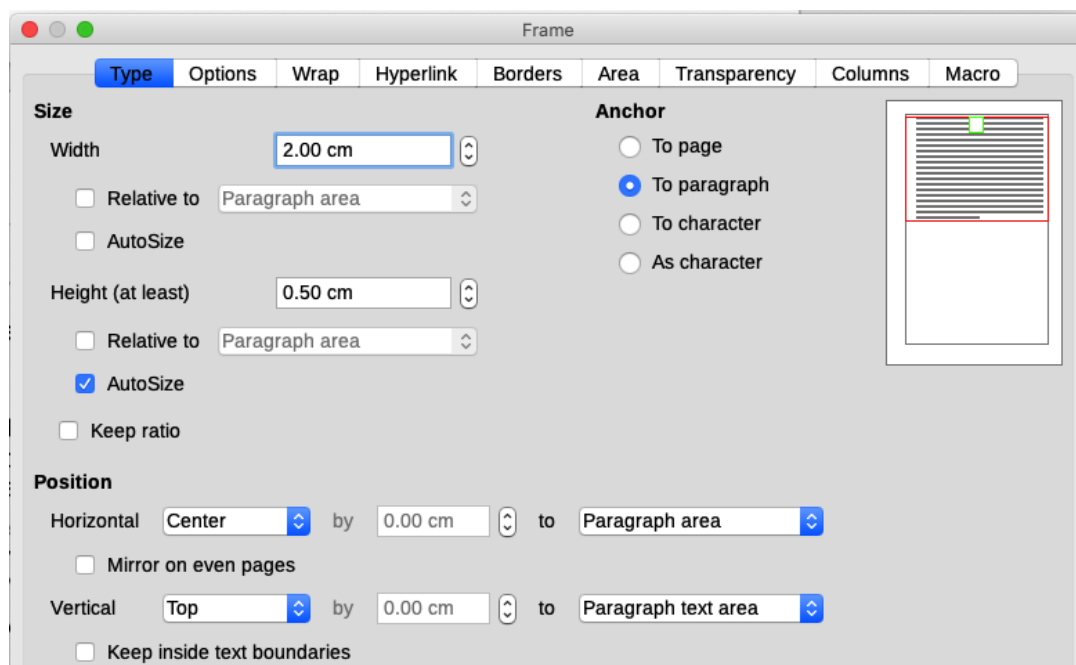 Frame
Type Options Wrap Hyperlink Borders Area Transparency Columns Macro
Size
Width 2.00 cm
Relative to Paragraph area
AutoSize
Height (at least) 0.50 cm
Relative to Paragraph area
AutoSize
Keep ratio
Anchor
To page
To paragraph
To character
As character
Position
Horizontal Center by 0.00 cm to Paragraph area
Mirror on even pages
Vertical Top by 0.00 cm to Paragraph text area
Keep inside text boundaries